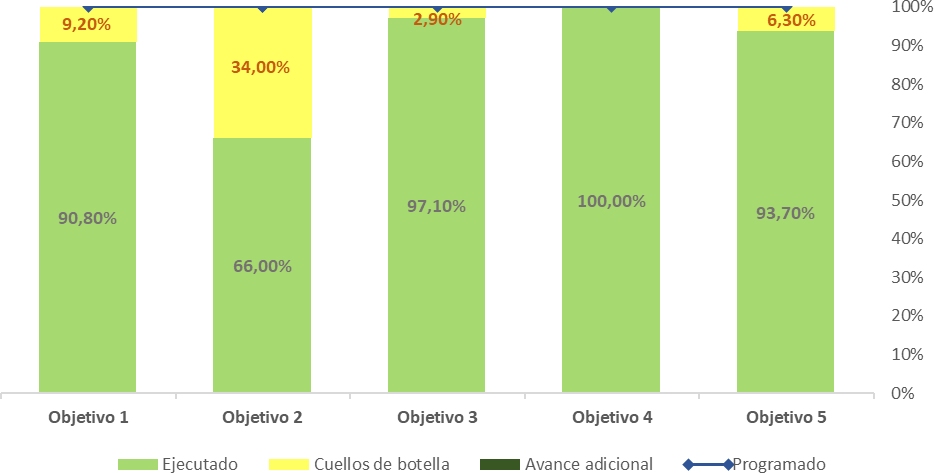 9,20%
34,00%
2,90%
6,30%
90,80%
66,00%
97,10%
100,00%
93,70%
100%
90%
80%
70%
60%
50%
40%
30%
20%
10%
0%
Objetivo 1
Objetivo 2
Objetivo 3
Objetivo 4
Objetivo 5
Ejecutado
Cuellos de botella
Avance adicional
Programado